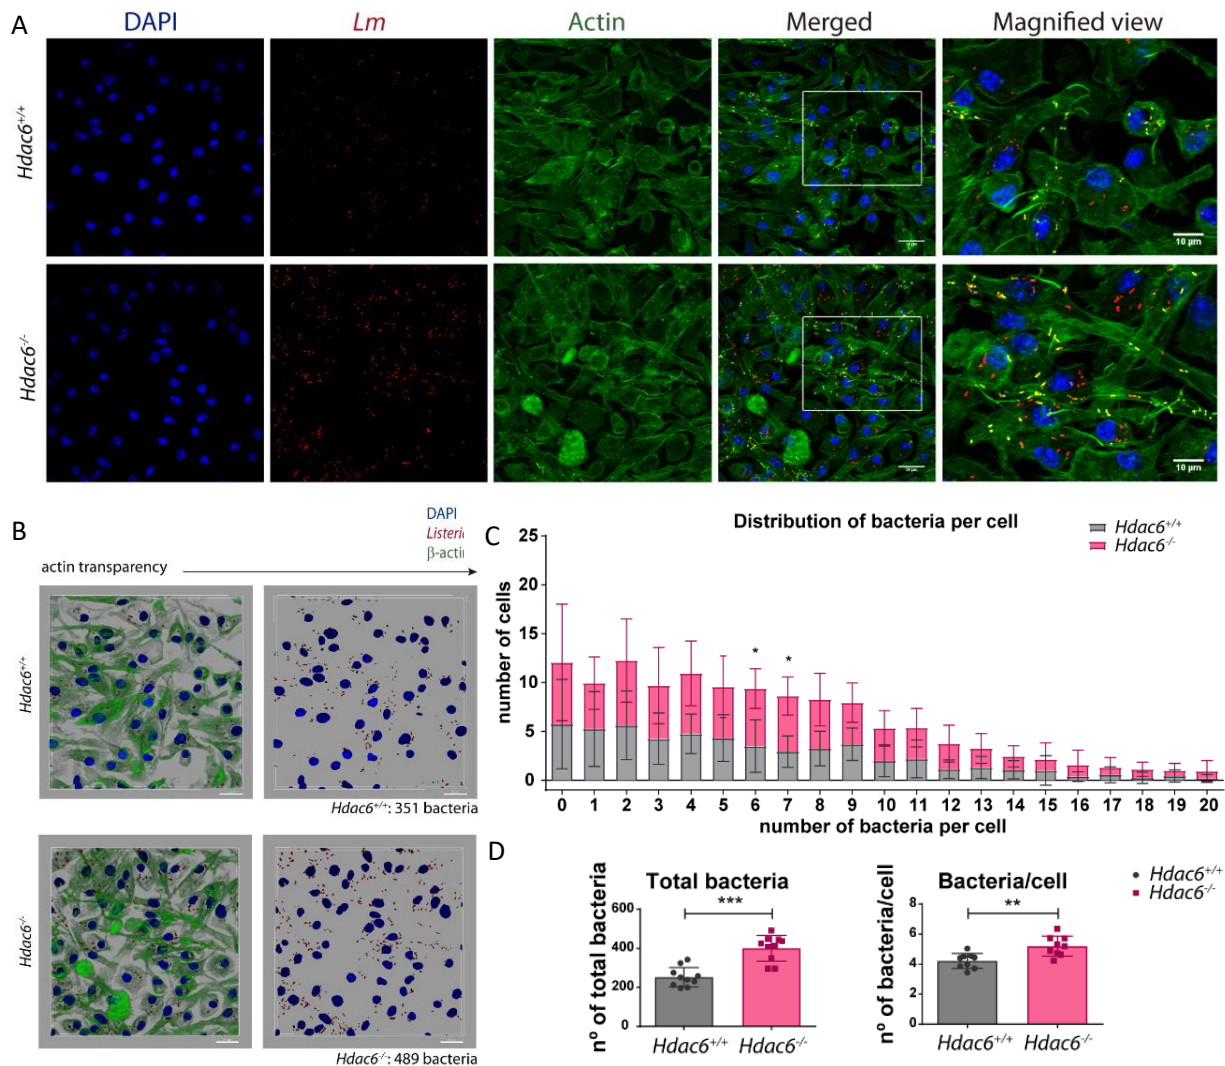 A
DAPI
Lm
Actin
Merged
Magnified view
Hdac6+/+
10 µm
Hdac6-/-
10 µm
B
DAPI
Listeri
β-acti
actin transparency
Hdac6+/+
Hdac6+/+: 351 bacteria
Hdac6-/-
Hdac6-/-: 489 bacteria
C
Distribution of bacteria per cell
Hdac6+/+
Hdac6-/-
number of cells
25
20
15
10
5
0
* *
0 1 2 3 4 5 6 7 8 9 10 11 12 13 14 15 16 17 18 19 20
number of bacteria per cell
D
Total bacteria
***
nº of total bacteria
600
400
200
0
Hdac6+/+ Hdac6-/-
Bacteria/cell
**
nº of bacteria/cell
8
6
4
2
0
Hdac6+/+ Hdac6-/-
Hdac6+/+
Hdac6-/-